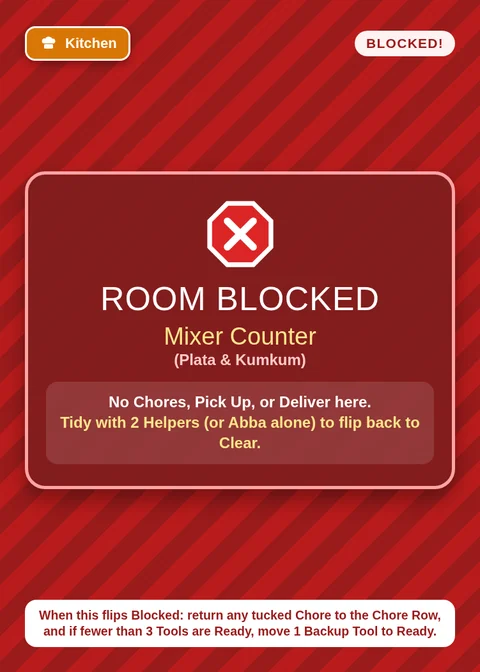 Kitchen
BLOCKED!
ROOM BLOCKED
Mixer Counter
(Plata & Kumkum)
No Chores, Pick Up, or Deliver here.
Tidy with 2 Helpers (or Abba alone) to flip back to
Clear.
When this flips Blocked: return any tucked Chore to the Chore Row,
and if fewer than 3 Tools are Ready, move 1 Backup Tool to Ready.